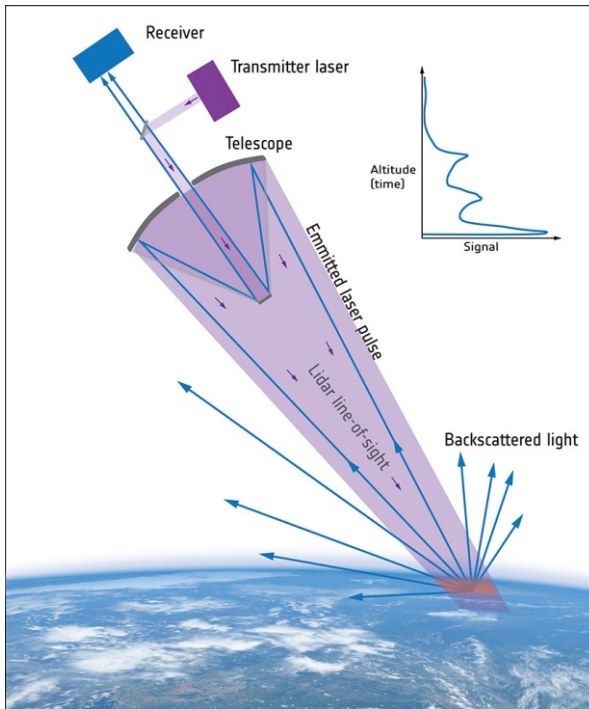 Receiver
Transmitter laser
Telescope
Altitude
(time)
Signal
Emmitted laser pulse
Lidar line-of-sight
Backscattered light